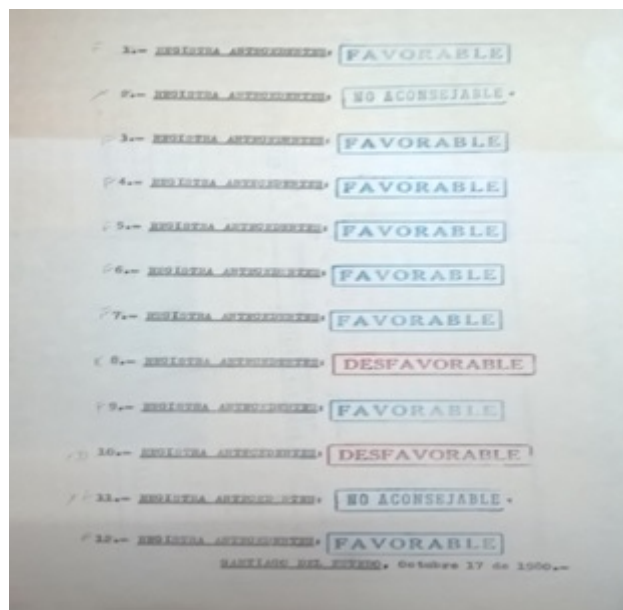 1.- REGISTRA ANTECEDENTES, FAVORABLE
2.- REGISTRA ANTECEDENTES, NO ACONSEJABLE.
3.- REGISTRA ANTECEDENTES, FAVORABLE
4.- REGISTRA ANTECEDENTES, FAVORABLE
5.- REGISTRA ANTECEDENTES, FAVORABLE
6.- REGISTRA ANTECEDENTES, FAVORABLE
7.- REGISTRA ANTECEDENTES, FAVORABLE
8.- REGISTRA ANTECEDENTES, DESFAVORABLE
9.- REGISTRA ANTECEDENTES, FAVORABLE
10.- REGISTRA ANTECEDENTES, DESFAVORABLE
11.- REGISTRA ANTECEDENTES, NO ACONSEJABLE.
12.- REGISTRA ANTECEDENTES, FAVORABLE
SANTIAGO DEL ESTERO, Octubre 17 de 1980.-